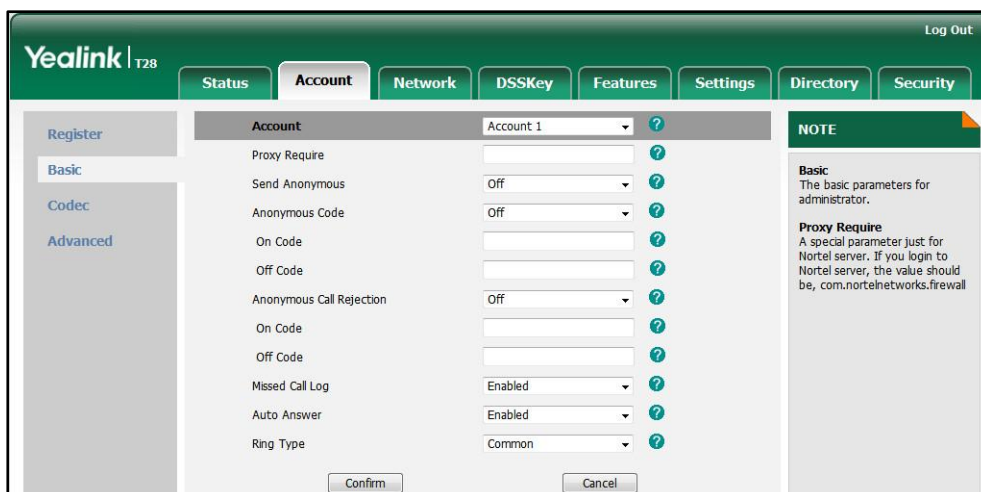 Log Out
Yealink T28
Status Account Network DSSKey Features Settings Directory Security
Register
Basic
Codec
Advanced
Account Account 1 ?
Proxy Require ?
Send Anonymous Off ?
Anonymous Code Off ?
On Code ?
Off Code ?
Anonymous Call Rejection Off ?
On Code ?
Off Code ?
Missed Call Log Enabled ?
Auto Answer Enabled ?
Ring Type Common ?
Confirm Cancel
NOTE
Basic
The basic parameters for
administrator.
Proxy Require
A special parameter just for
Nortel server. If you login to
Nortel server, the value should
be, com.nortelnetworks.firewall